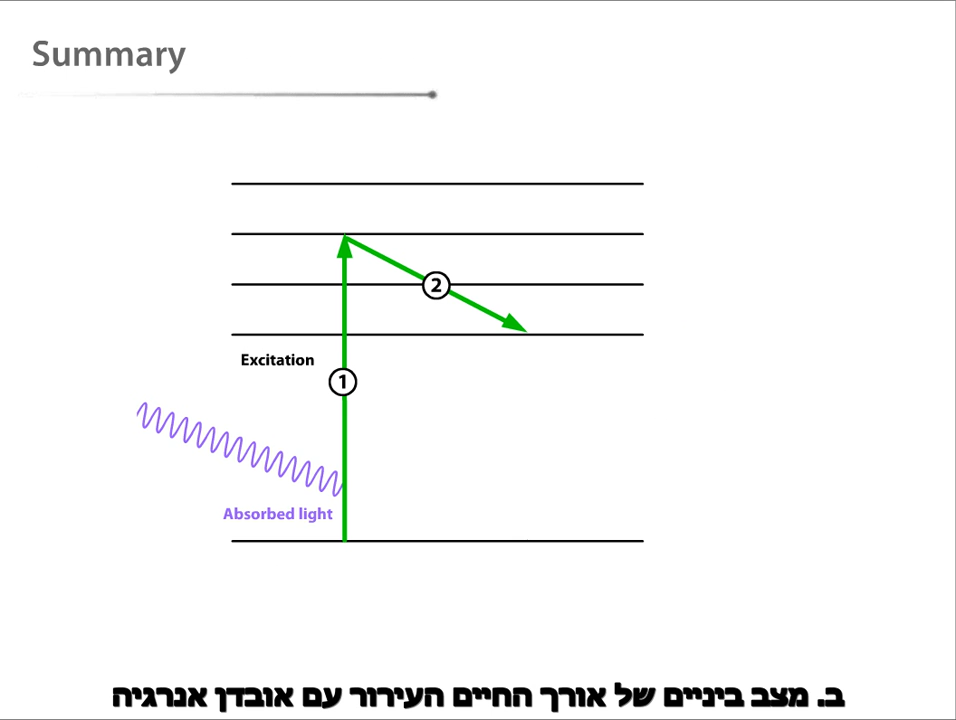 Summary
2
Excitation
1
Absorbed light
ב. מצב ביניים של אורך החיים העירור עם אובדן אנרגיה